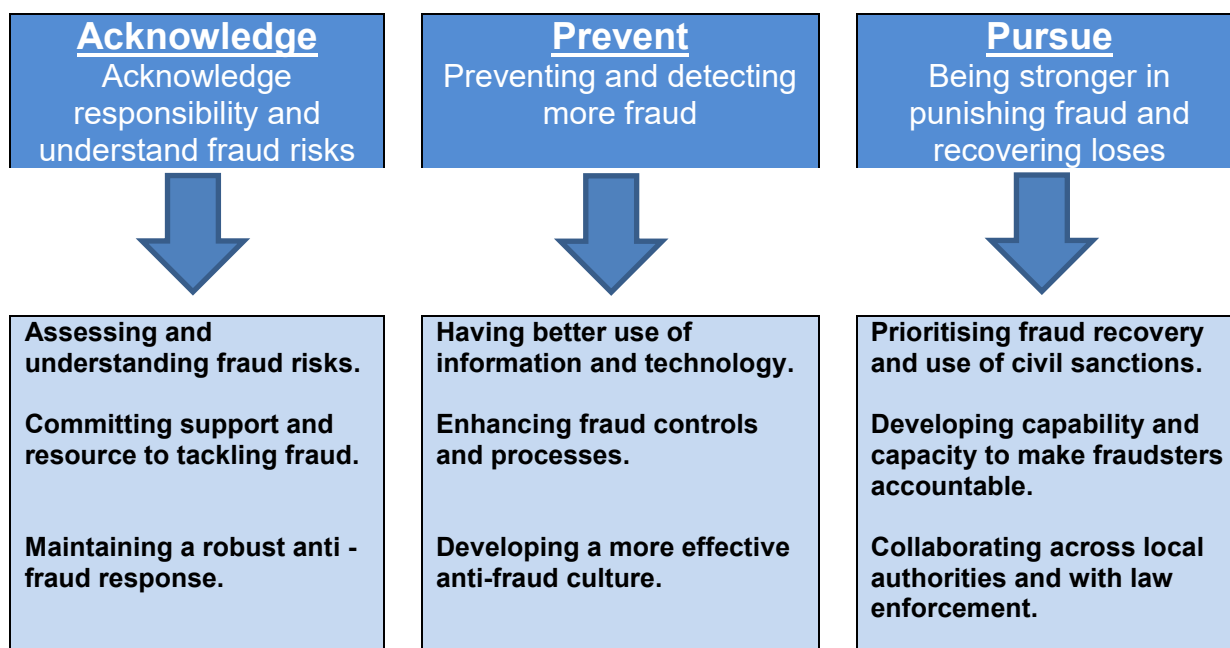 Acknowledge
Acknowledge
responsibility and
understand fraud risks
Prevent
Preventing and detecting
more fraud
Pursue
Being stronger in
punishing fraud and
recovering loses
Assessing and
understanding fraud risks.
Committing support and
resource to tackling fraud.
Maintaining a robust anti -
fraud response.
Having better use of
information and technology.
Enhancing fraud controls
and processes.
Developing a more effective
anti-fraud culture.
Prioritising fraud recovery
and use of civil sanctions.
Developing capability and
capacity to make fraudsters
accountable.
Collaborating across local
authorities and with law
enforcement.